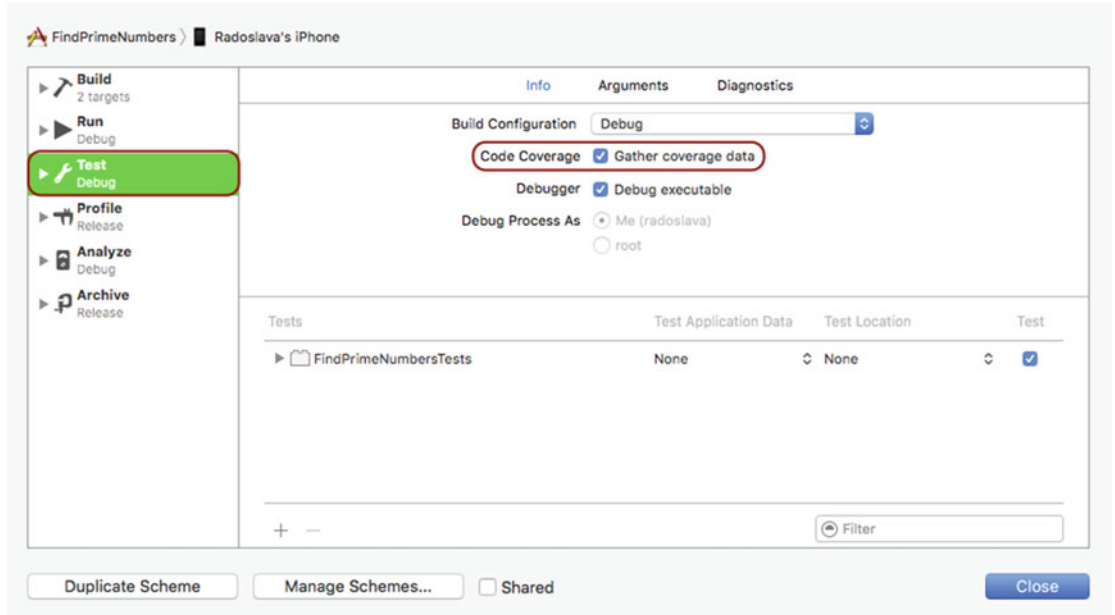 FindPrimeNumbers 〉 Radoslava's iPhone
Build
2 targets
Run
Debug
Test
Debug
Profile
Release
Analyze
Debug
Archive
Release
Info Arguments Diagnostics
Build Configuration Debug
Code Coverage Gather coverage data
Debugger Debug executable
Debug Process As Me (radoslava)
root
Tests Test Application Data Test Location Test
FindPrimeNumbersTests None None
+ −
Filter
Duplicate Scheme Manage Schemes... Shared Close